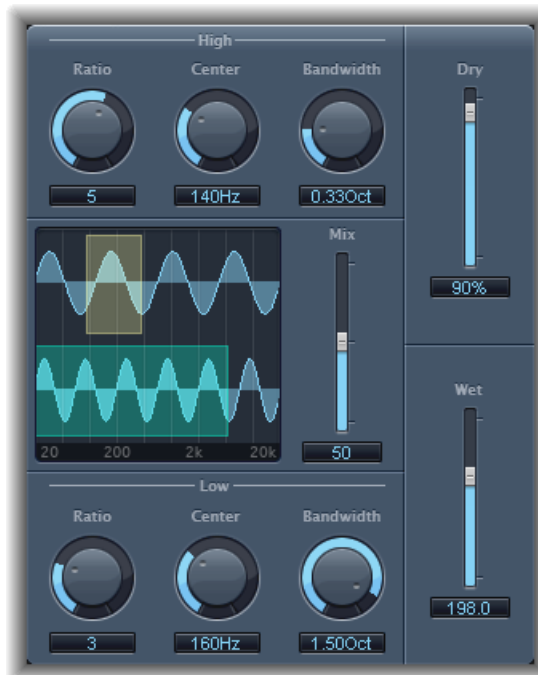 High
Ratio Center Bandwidth
5 140Hz 0.33Oct
Dry
90%
Mix
50
20 200 2k 20k
Wet
198.0
Low
Ratio Center Bandwidth
3 160Hz 1.50Oct